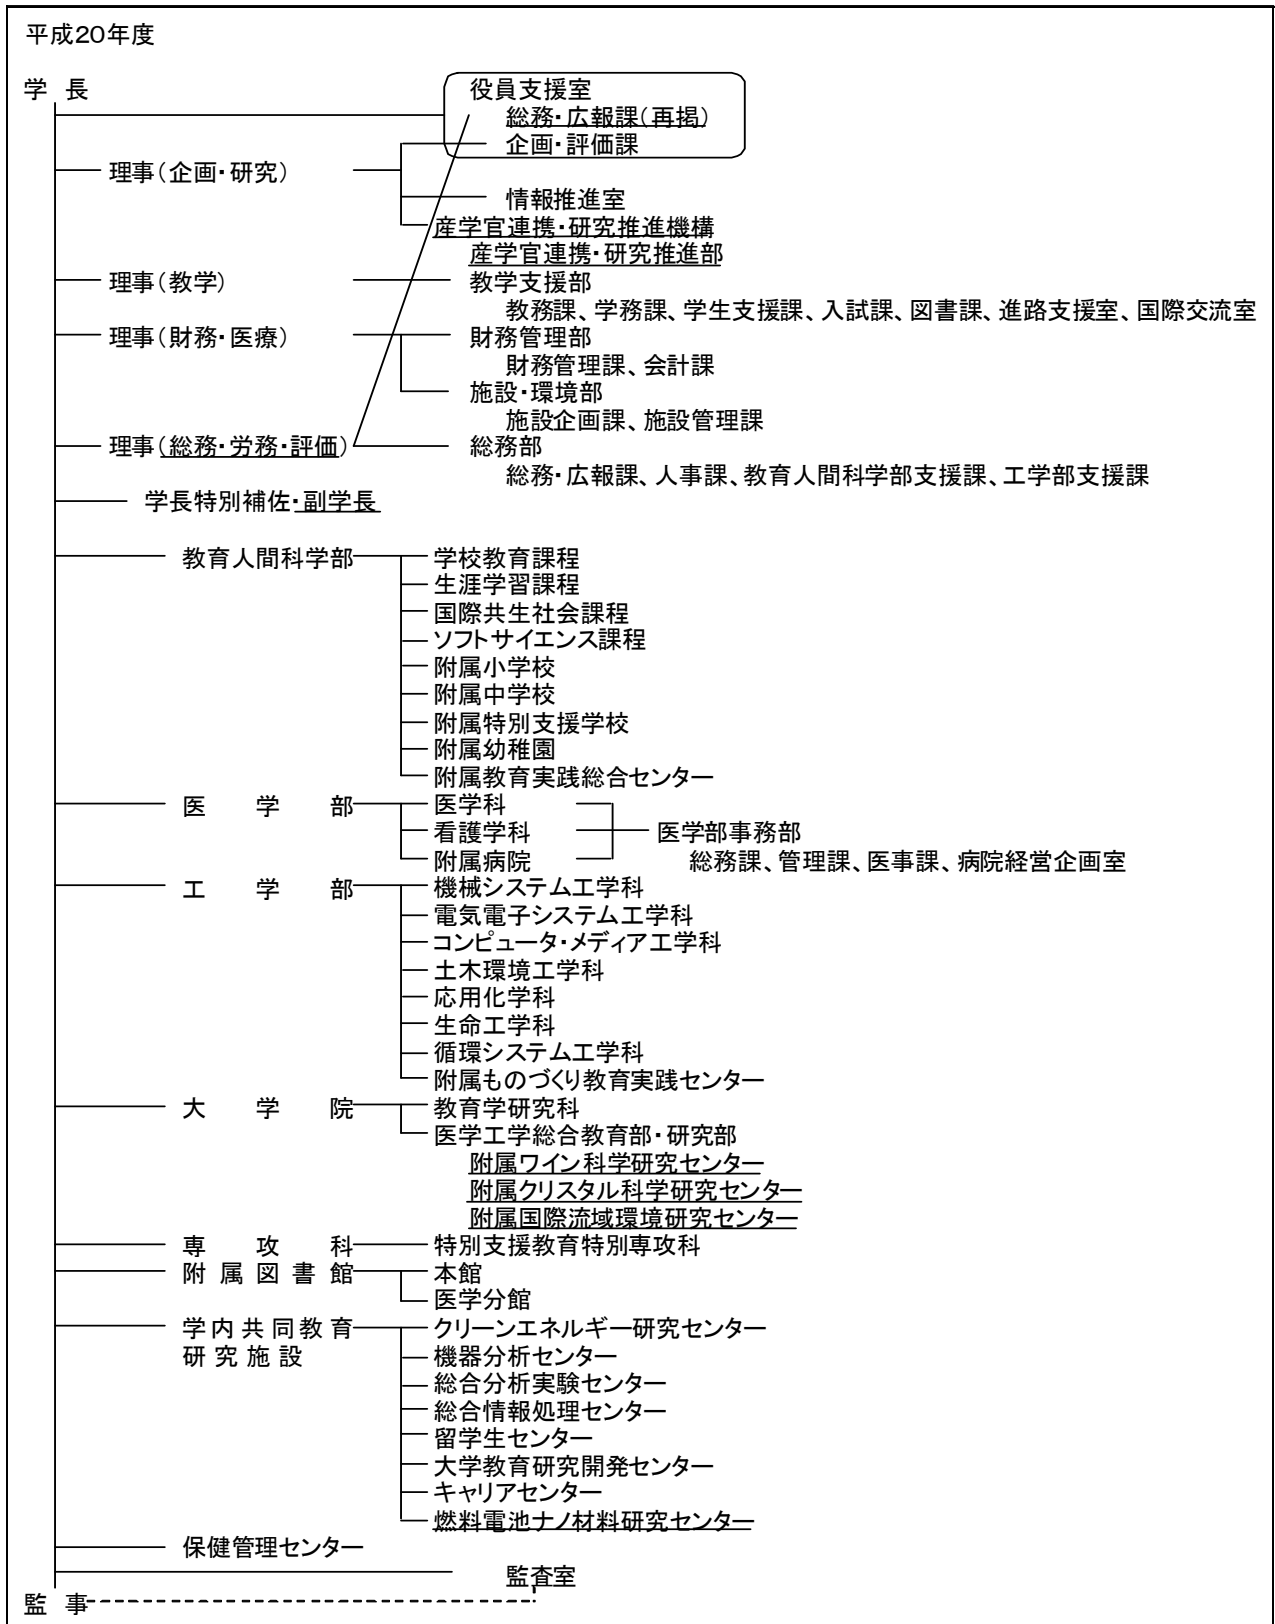 平成20年度
学 長
役員支援室
総務・広報課（再掲）
企画・評価課
理事（企画・研究）
情報推進室
産学官連携・研究推進機構
産学官連携・研究推進部
理事（教学） 教学支援部
教務課、学務課、学生支援課、入試課、図書課、進路支援室、国際交流室
理事（財務・医療） 財務管理部
財務管理課、会計課
施設・環境部
施設企画課、施設管理課
理事（総務・労務・評価） 総務部
総務・広報課、人事課、教育人間科学部支援課、工学部支援課
学長特別補佐・副学長
教育人間科学部 学校教育課程
生涯学習課程
国際共生社会課程
ソフトサイエンス課程
附属小学校
附属中学校
附属特別支援学校
附属幼稚園
附属教育実践総合センター
医 学 部 医学科
看護学科 医学部事務部
附属病院 総務課、管理課、医事課、病院経営企画室
工 学 部 機械システム工学科
電気電子システム工学科
コンピュータ・メディア工学科
土木環境工学科
応用化学科
生命工学科
循環システム工学科
附属ものづくり教育実践センター
大 学 院 教育学研究科
医学工学総合教育部・研究部
附属ワイン科学研究センター
附属クリスタル科学研究センター
附属国際流域環境研究センター
専 攻 科 特別支援教育特別専攻科
附 属 図 書 館 本館
医学分館
学内共同教育 クリーンエネルギー研究センター
研究施設 機器分析センター
総合分析実験センター
総合情報処理センター
留学生センター
大学教育研究開発センター
キャリアセンター
燃料電池ナノ材料研究センター
保健管理センター
監査室
監 事